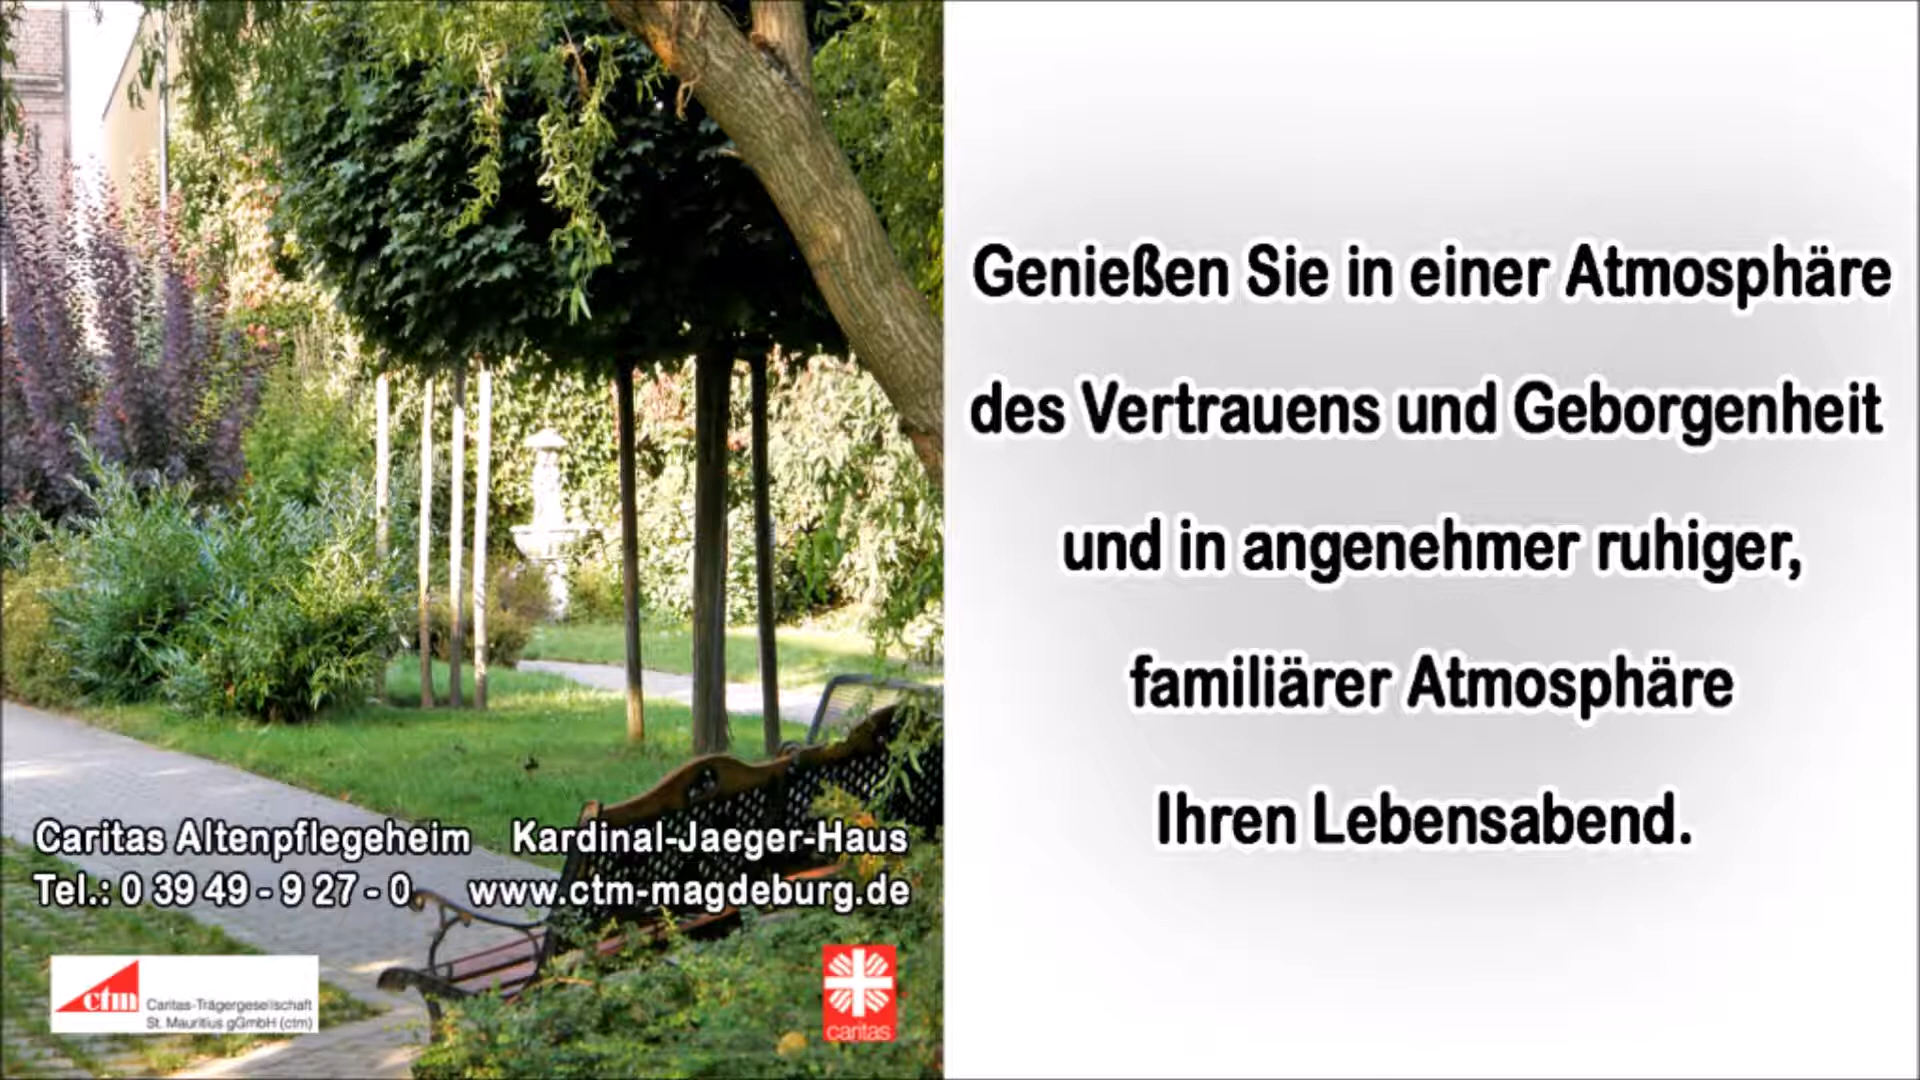 Genießen Sie in einer Atmosphäre
des Vertrauens und Geborgenheit
und in angenehmer ruhiger,
familiärer Atmosphäre
Ihren Lebensabend.
Caritas Altenpflegeheim Kardinal-Jaeger-Haus
Tel.: 0 39 49 - 9 27 - 0 www.ctm-magdeburg.de
ctm Caritas-Trägergesellschaft
St. Mauritius gGmbH (ctm)
caritas